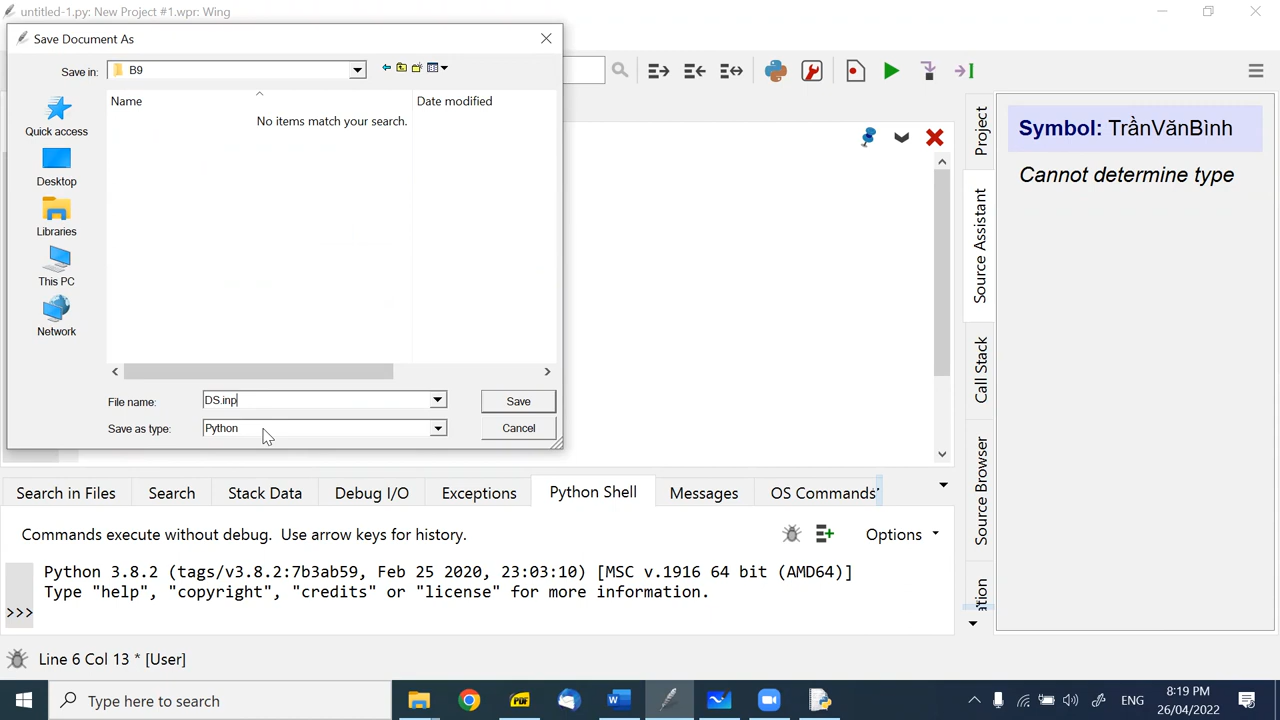 untitled-1.py: New Project #1.wpr: Wing
Save Document As
Save in:
B9
Name
Date modified
No items match your search.
Quick access
Desktop
Libraries
This PC
Network
File name:
DS.inp
Save
Save as type:
Python
Cancel
Project
Source Assistant
Call Stack
Source Browser
Symbol: TrầnVănBình
Cannot determine type
Search in Files
Search
Stack Data
Debug I/O
Exceptions
Python Shell
Messages
OS Commands
Commands execute without debug. Use arrow keys for history.
Options
Python 3.8.2 (tags/v3.8.2:7b3ab59, Feb 25 2020, 23:03:10) [MSC v.1916 64 bit (AMD64)]
Type "help", "copyright", "credits" or "license" for more information.
>>>
Line 6 Col 13 * [User]
Type here to search
PDF
ENG
8:19 PM
26/04/2022